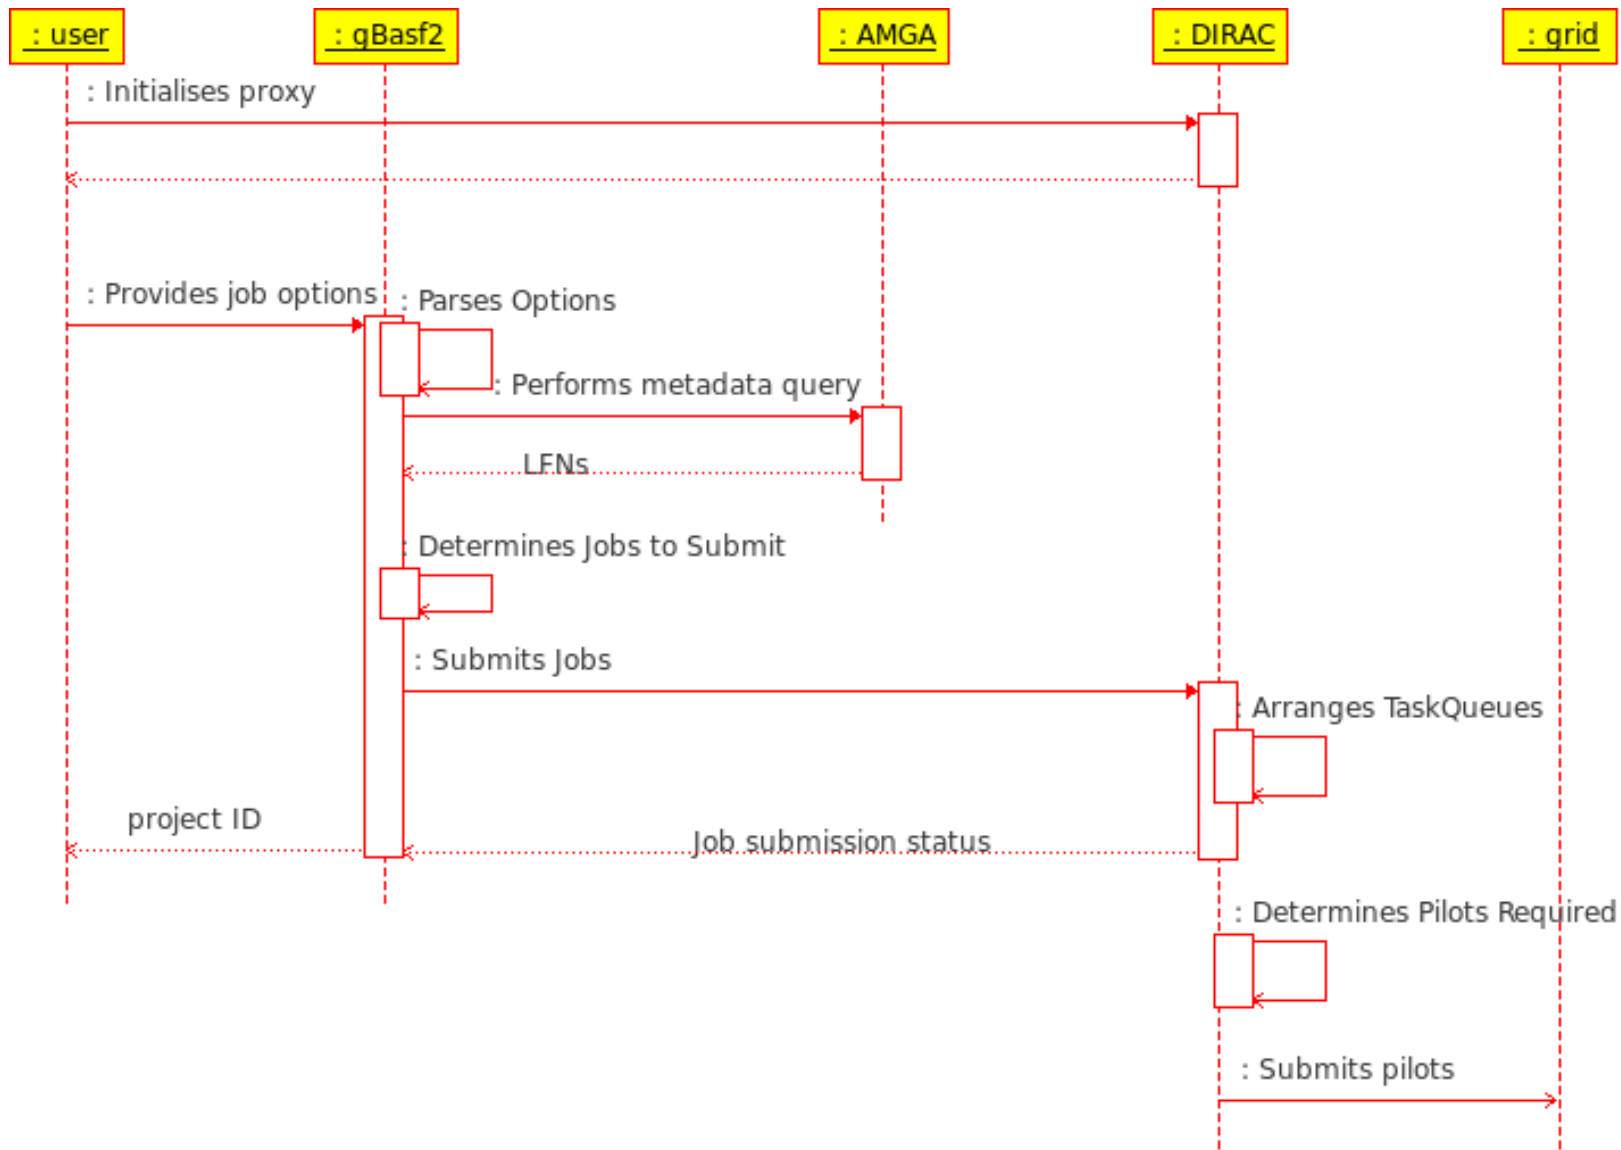 : user
: gBasf2
: AMGA
: DIRAC
: grid
: Initialises proxy
: Provides job options
: Parses Options
: Performs metadata query
LFNs
: Determines Jobs to Submit
: Submits Jobs
: Arranges TaskQueues
project ID
Job submission status
: Determines Pilots Required
: Submits pilots